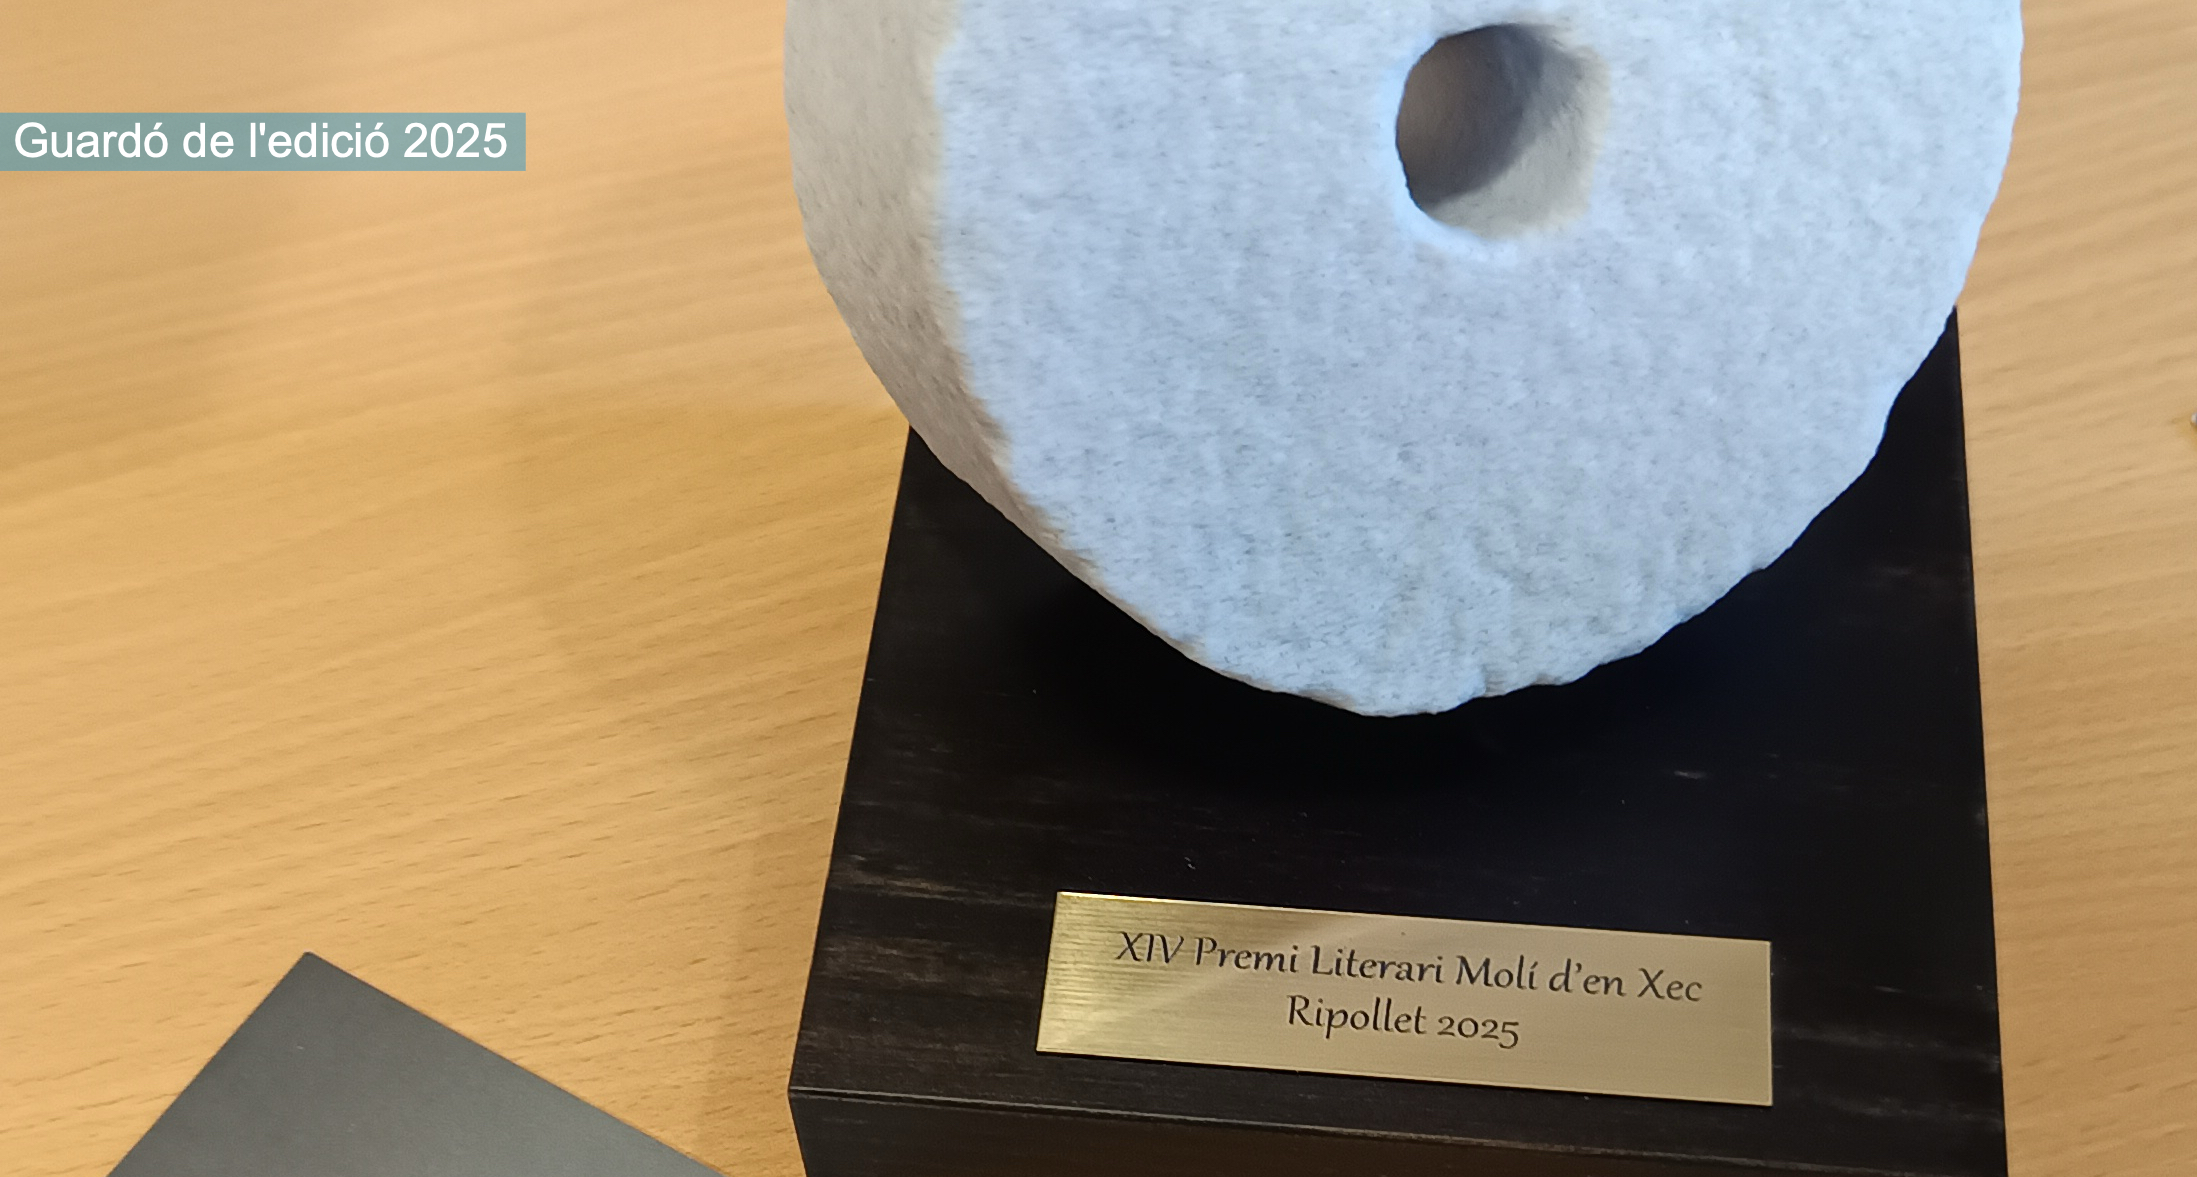 Guardó de l'edició 2025
XIV Premi Literari Molí d'en Xec
Ripollet 2025